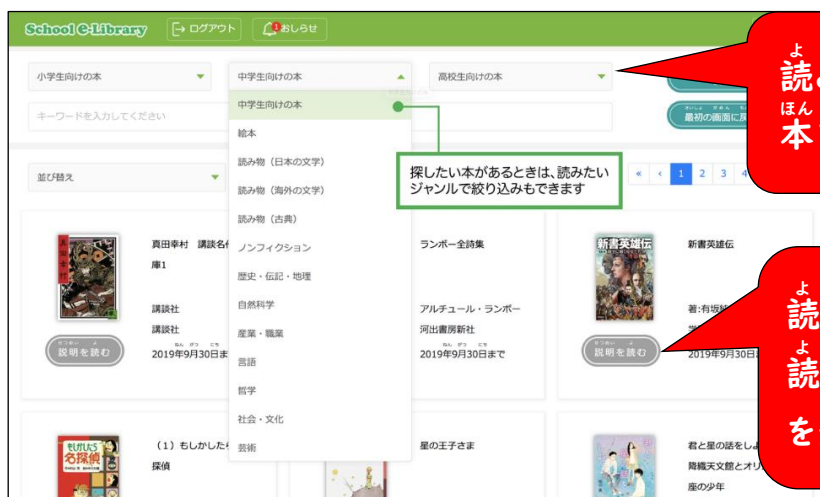 School e-Library
ログアウト
1
おしらせ
小学生向けの本
中学生向けの本
高校生向けの本
キーワードを入力してください
最初の画面に戻
中学生向けの本
絵本
読み物（日本の文学）
読み物（海外の文学）
読み物（古典）
ノンフィクション
歴史・伝記・地理
自然科学
産業・職業
言語
哲学
社会・文化
芸術
探したい本があるときは、読みたい
ジャンルで絞り込みもできます
並び替え
« ‹ 1 2 3 4
真田幸村 講談名作
庫1
講談社
講談社
2019年9月30日ま
説明を読む
ランボー全詩集
アルチュール・ランボー
河出書房新社
2019年9月30日まで
新書英雄伝
新書英雄伝
著:有坂純
2019年9月30日
説明を読む
もしかしたら
名探偵
（1）もしかした
探偵
星の王子さま
君と星の話をしよ
降織天文館とオリ
座の少年
読
本
読
読
を